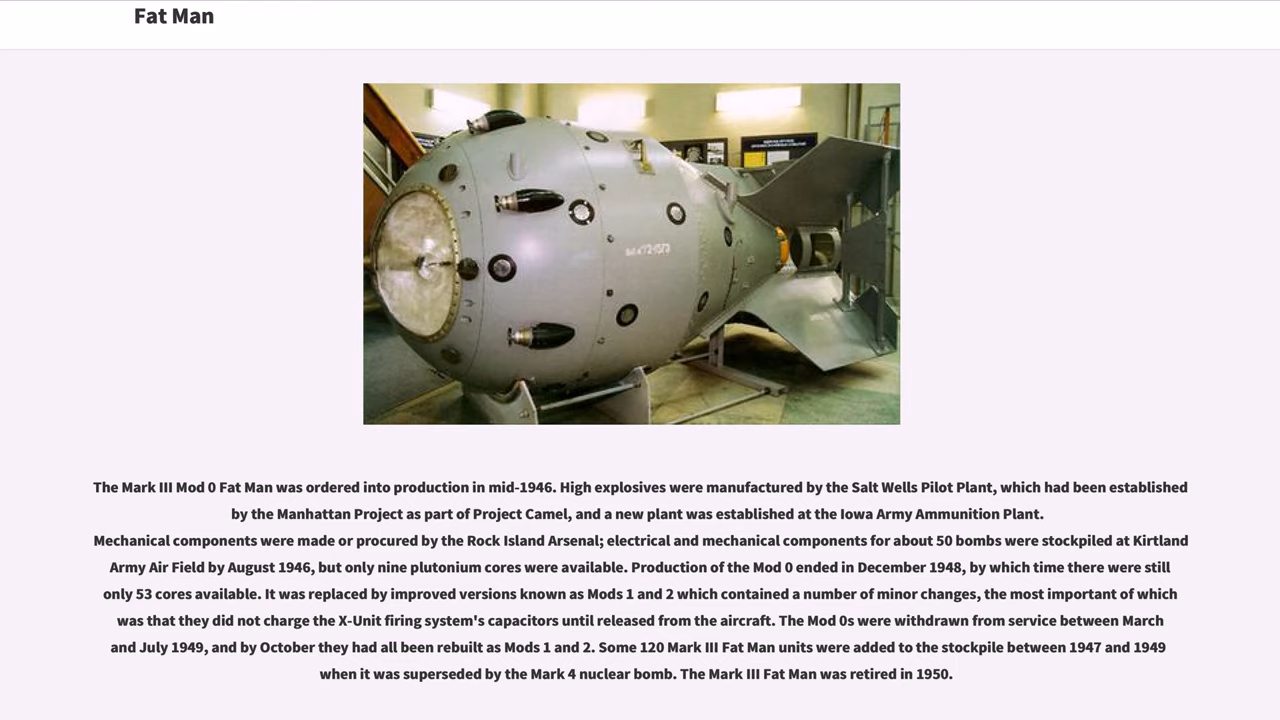 Fat Man
The Mark III Mod 0 Fat Man was ordered into production in mid-1946. High explosives were manufactured by the Salt Wells Pilot Plant, which had been established
by the Manhattan Project as part of Project Camel, and a new plant was established at the Iowa Army Ammunition Plant.
Mechanical components were made or procured by the Rock Island Arsenal; electrical and mechanical components for about 50 bombs were stockpiled at Kirtland
Army Air Field by August 1946, but only nine plutonium cores were available. Production of the Mod 0 ended in December 1948, by which time there were still
only 53 cores available. It was replaced by improved versions known as Mods 1 and 2 which contained a number of minor changes, the most important of which
was that they did not charge the X-Unit firing system's capacitors until released from the aircraft. The Mod 0s were withdrawn from service between March
and July 1949, and by October they had all been rebuilt as Mods 1 and 2. Some 120 Mark III Fat Man units were added to the stockpile between 1947 and 1949
when it was superseded by the Mark 4 nuclear bomb. The Mark III Fat Man was retired in 1950.